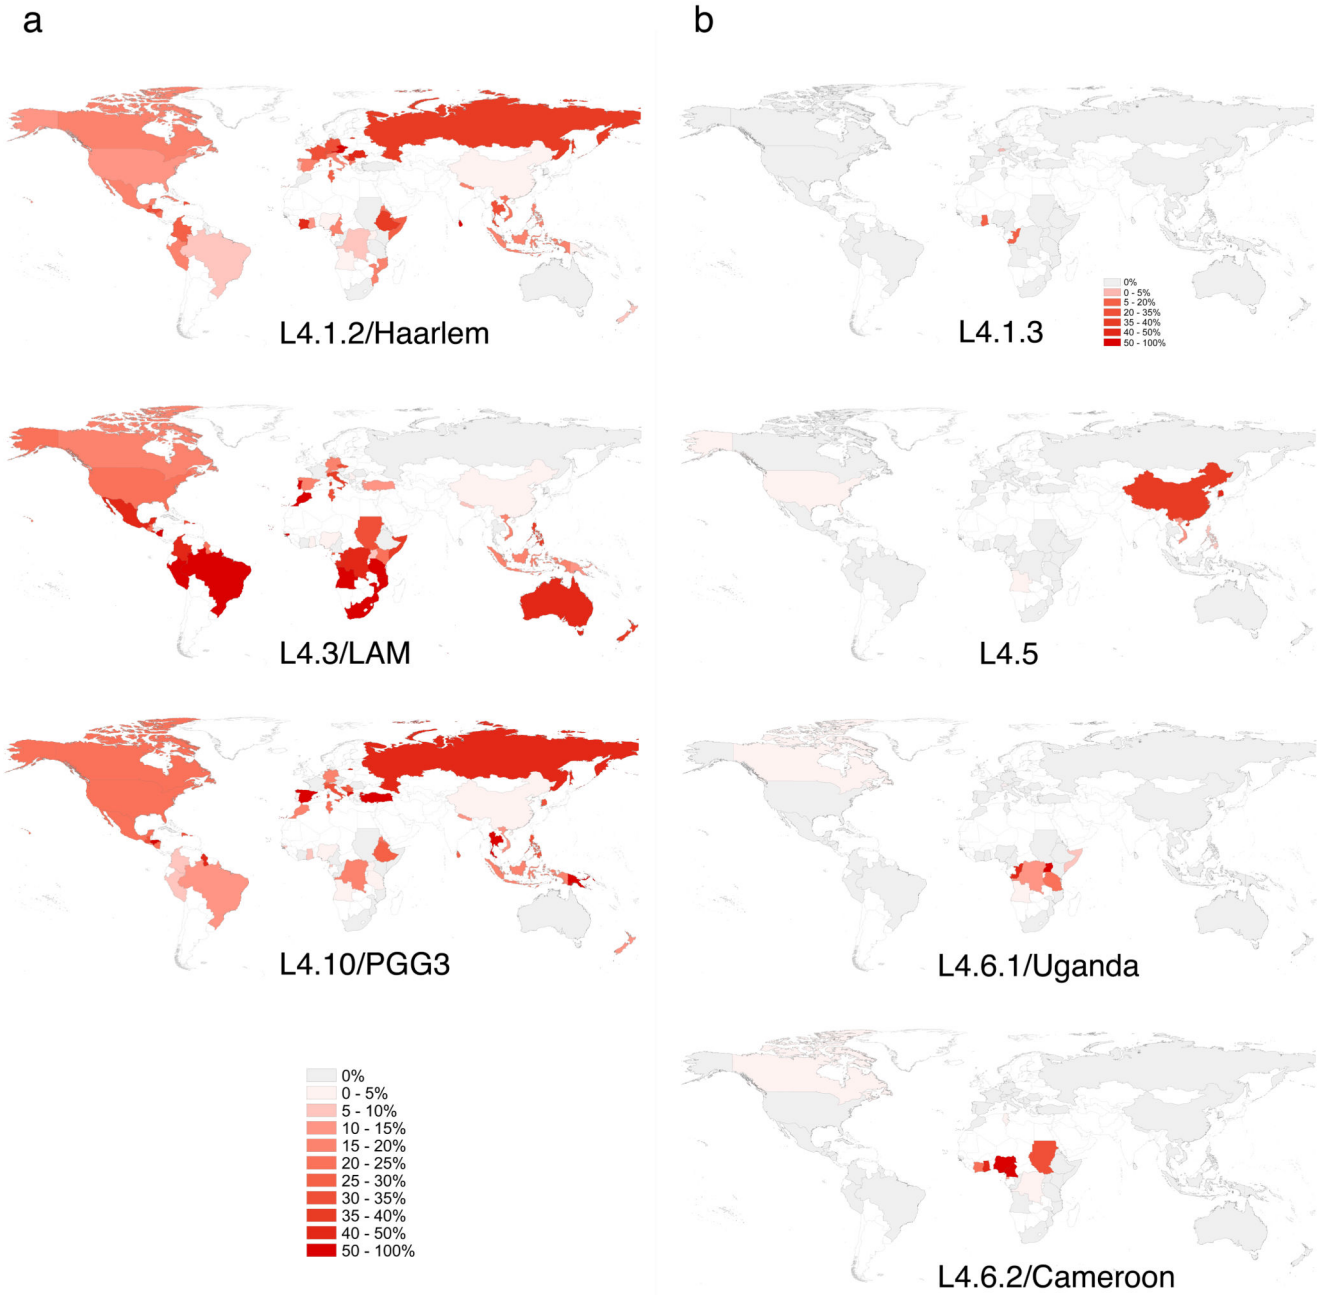 a
b
L4.1.2/Haarlem
0%
0 - 5%
5 - 20%
20 - 35%
35 - 40%
40 - 50%
50 - 100%
L4.1.3
L4.3/LAM
L4.5
L4.10/PGG3
L4.6.1/Uganda
0%
0 - 5%
5 - 10%
10 - 15%
15 - 20%
20 - 25%
25 - 30%
30 - 35%
35 - 40%
40 - 50%
50 - 100%
L4.6.2/Cameroon